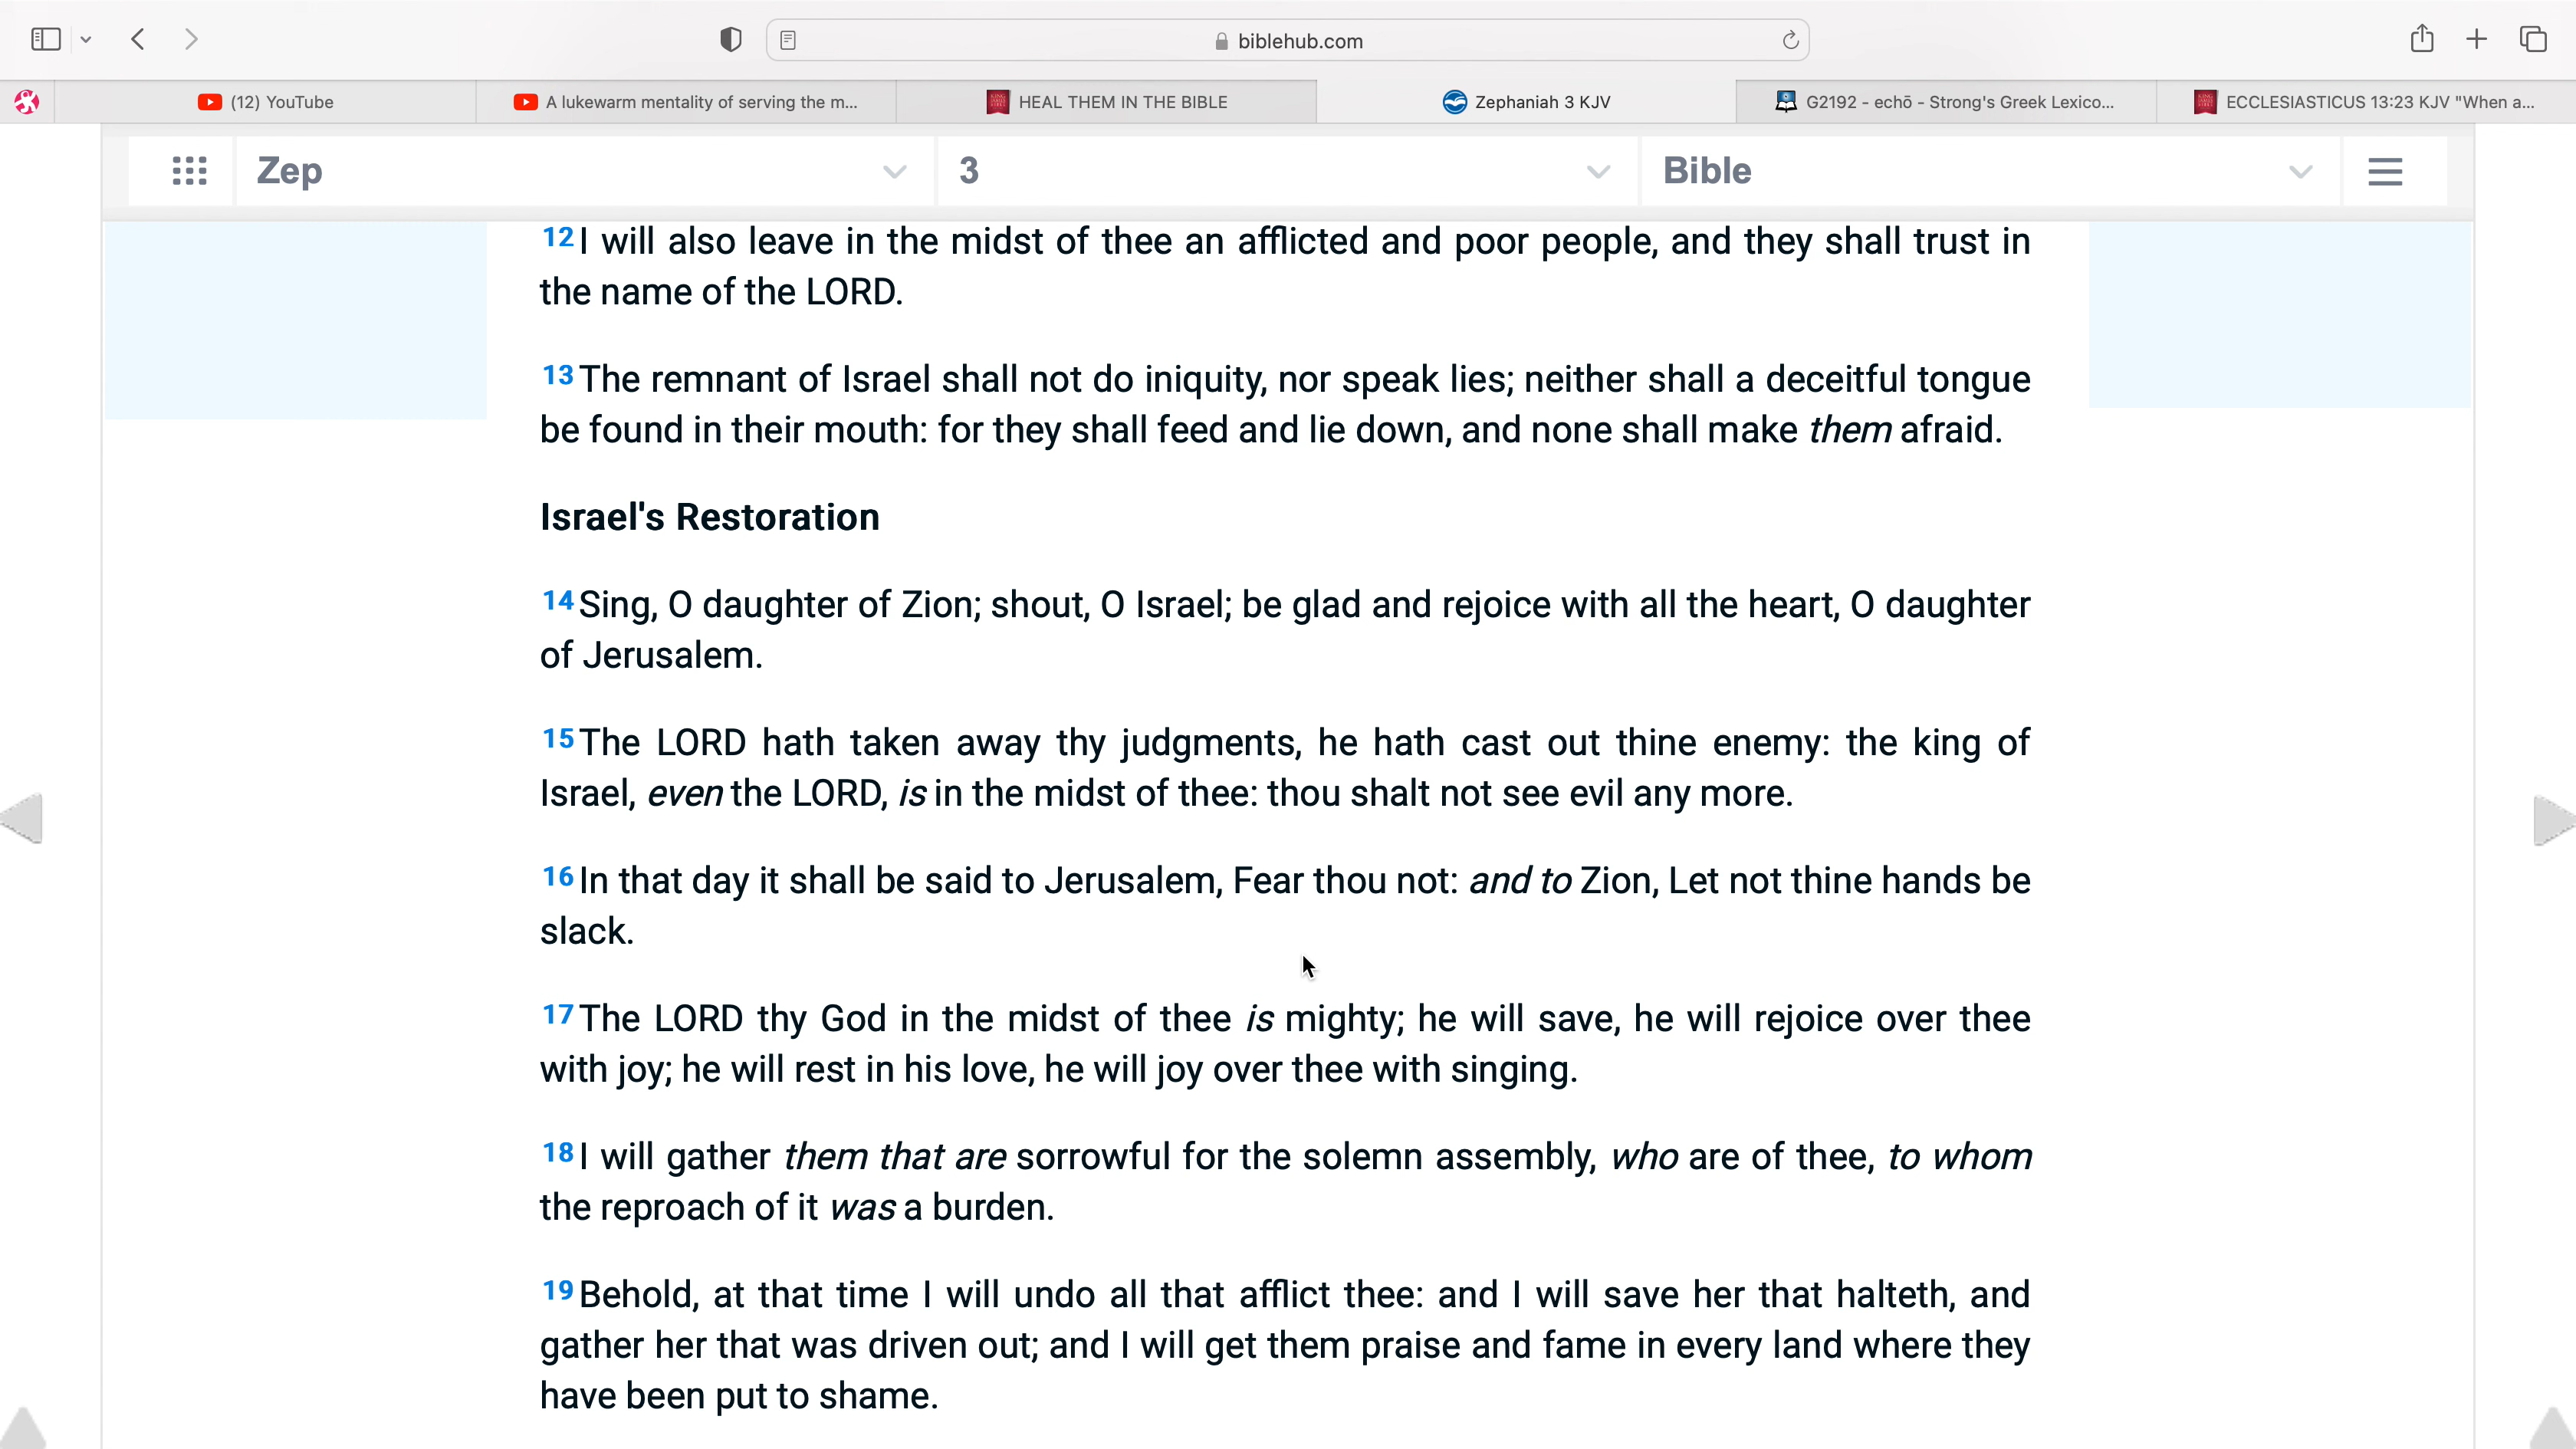 biblehub.com
(12) YouTube
A lukewarm mentality of serving the m...
HEAL THEM IN THE BIBLE
Zephaniah 3 KJV
G2192 - echō - Strong's Greek Lexico...
ECCLESIASTICUS 13:23 KJV "When a...
Zep
3
Bible
12 I will also leave in the midst of thee an afflicted and poor people, and they shall trust in
the name of the LORD.
13 The remnant of Israel shall not do iniquity, nor speak lies; neither shall a deceitful tongue
be found in their mouth: for they shall feed and lie down, and none shall make them afraid.
Israel's Restoration
14 Sing, O daughter of Zion; shout, O Israel; be glad and rejoice with all the heart, O daughter
of Jerusalem.
15 The LORD hath taken away thy judgments, he hath cast out thine enemy: the king of
Israel, even the LORD, is in the midst of thee: thou shalt not see evil any more.
16 In that day it shall be said to Jerusalem, Fear thou not: and to Zion, Let not thine hands be
slack.
17 The LORD thy God in the midst of thee is mighty; he will save, he will rejoice over thee
with joy; he will rest in his love, he will joy over thee with singing.
18 I will gather them that are sorrowful for the solemn assembly, who are of thee, to whom
the reproach of it was a burden.
19 Behold, at that time I will undo all that afflict thee: and I will save her that halteth, and
gather her that was driven out; and I will get them praise and fame in every land where they
have been put to shame.